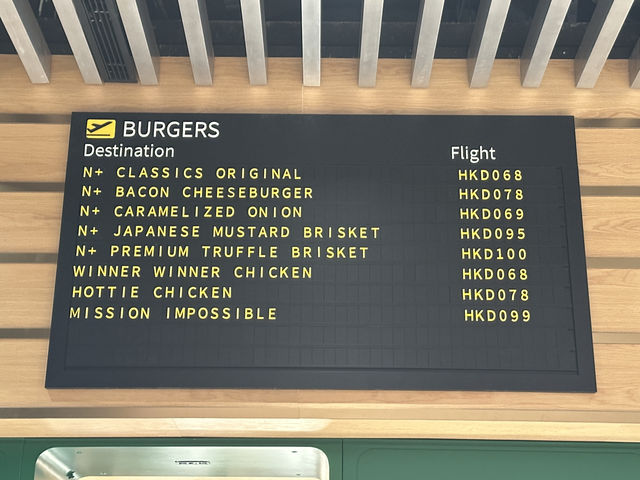 BURGERS
Destination Flight
N+ CLASSICS ORIGINAL HKD068
N+ BACON CHEESEBURGER HKD078
N+ CARAMELIZED ONION HKD069
N+ JAPANESE MUSTARD BRISKET HKD095
N+ PREMIUM TRUFFLE BRISKET HKD100
WINNER WINNER CHICKEN HKD068
HOTTIE CHICKEN HKD078
MISSION IMPOSSIBLE HKD099